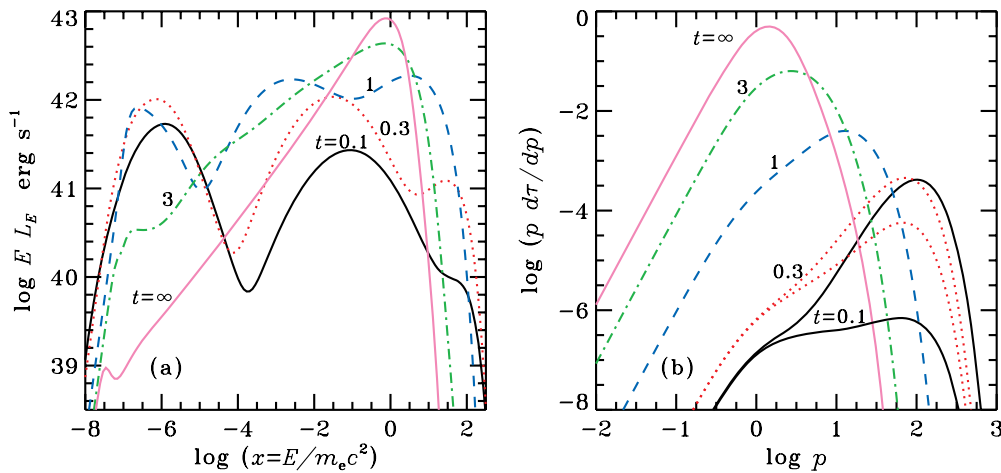 43
42
41
40
39
log E L_E   erg s⁻¹
t=0.1
0.3
1
3
t=∞
(a)
-8 -6 -4 -2 0 2
log (x=E/mₑc²)
0
-2
-4
-6
-8
log (p dτ/dp)
t=∞
3
1
0.3
t=0.1
(b)
-2 -1 0 1 2 3
log p